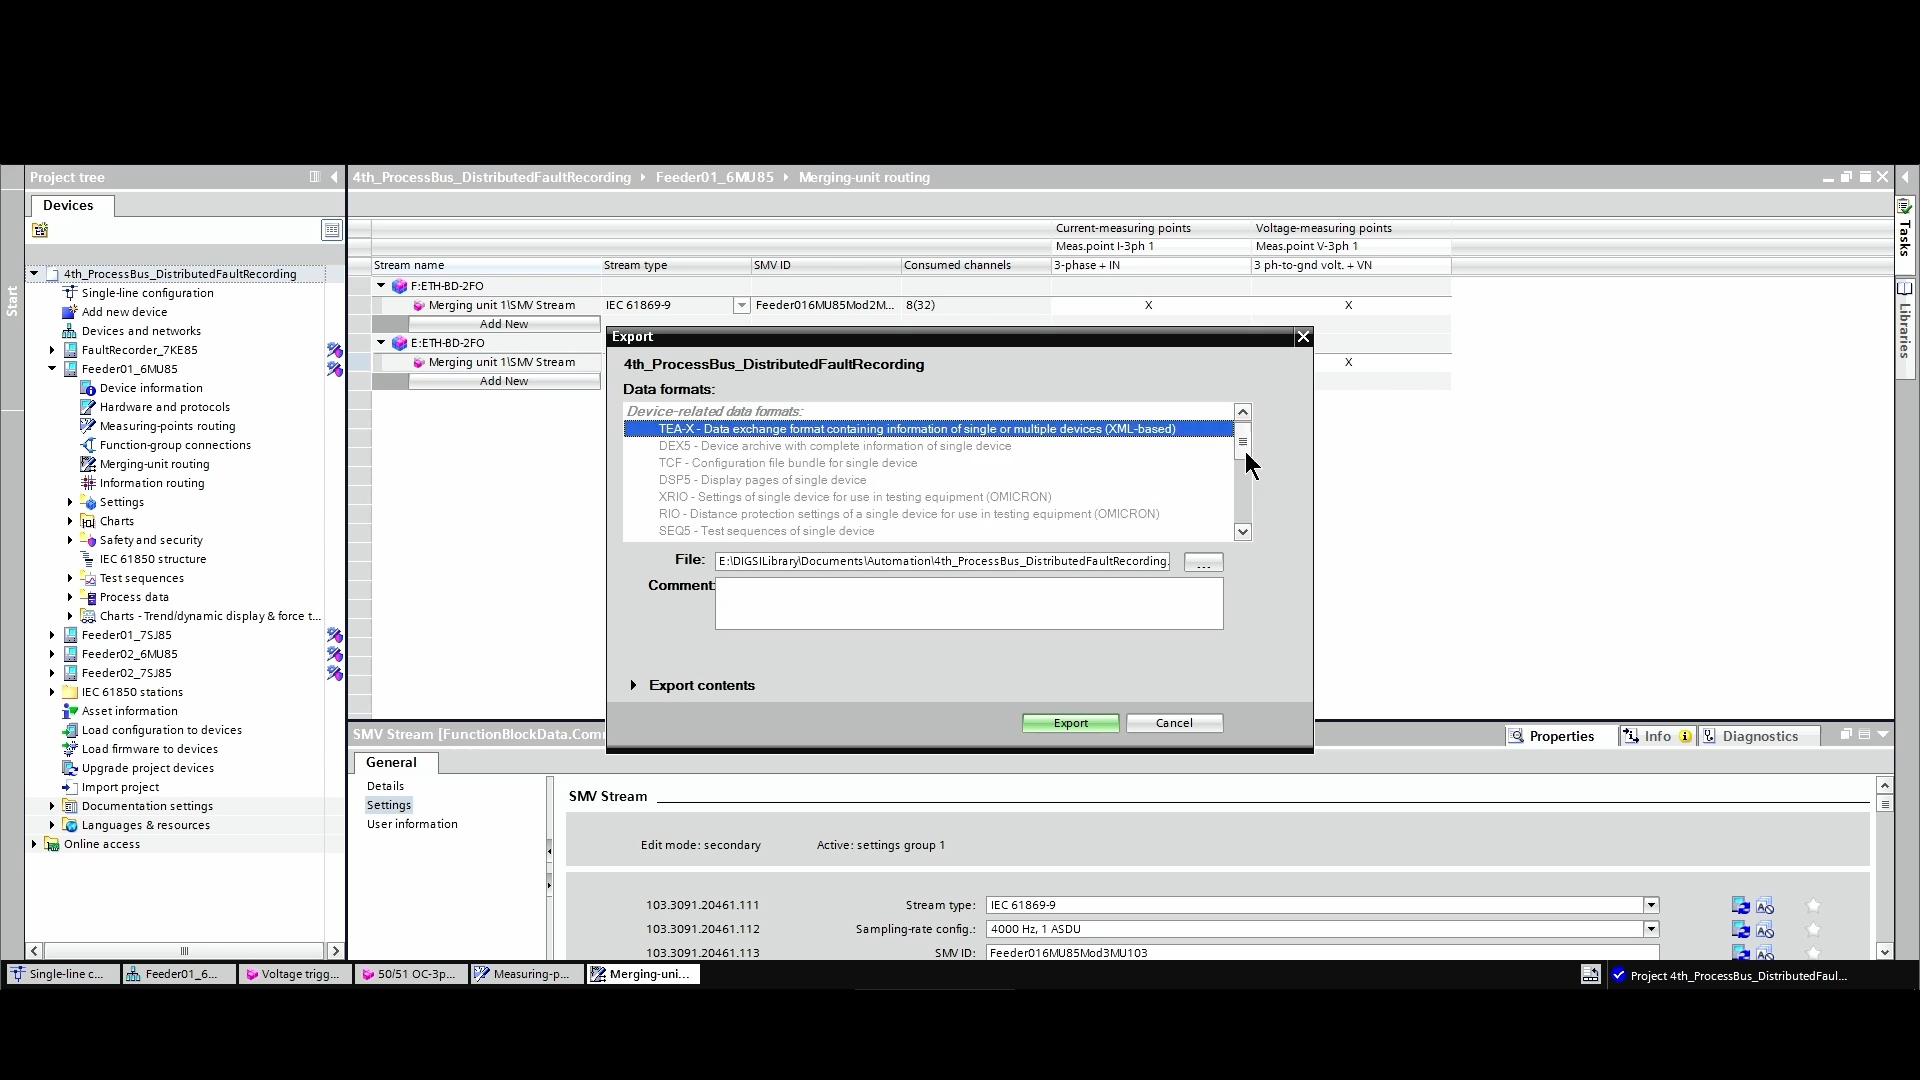 Project tree
4th_ProcessBus_DistributedFaultRecording
Feeder01_6MU85
Merging-unit routing
Devices
Start
4th_ProcessBus_DistributedFaultRecording
Single-line configuration
Add new device
Devices and networks
FaultRecorder_7KE85
Feeder01_6MU85
Device information
Hardware and protocols
Measuring-points routing
Function-group connections
Merging-unit routing
Information routing
Settings
Charts
Safety and security
IEC 61850 structure
Test sequences
Process data
Charts - Trend/dynamic display & force t...
Feeder01_7SJ85
Feeder02_6MU85
Feeder02_7SJ85
IEC 61850 stations
Asset information
Load configuration to devices
Load firmware to devices
Upgrade project devices
Import project
Documentation settings
Languages & resources
Online access
Current-measuring points Voltage-measuring points
Meas.point I-3ph 1 Meas.point V-3ph 1
Stream name Stream type SMV ID Consumed channels 3-phase + IN 3 ph-to-gnd volt. + VN
F:ETH-BD-2FO
Merging unit 1\SMV Stream IEC 61869-9 Feeder016MU85Mod2M... 8(32) X X
Add New
E:ETH-BD-2FO
Merging unit 1\SMV Stream X
Add New
Tasks
Libraries
Export
4th_ProcessBus_DistributedFaultRecording
Data formats:
Device-related data formats:
TEA-X - Data exchange format containing information of single or multiple devices (XML-based)
DEX5 - Device archive with complete information of single device
TCF - Configuration file bundle for single device
DSP5 - Display pages of single device
XRIO - Settings of single device for use in testing equipment (OMICRON)
RIO - Distance protection settings of a single device for use in testing equipment (OMICRON)
SEQ5 - Test sequences of single device
File: E:\DIGSILibrary\Documents\Automation\4th_ProcessBus_DistributedFaultRecording. ...
Comment
Export contents
Export Cancel
SMV Stream [FunctionBlockData.Com
Properties Info Diagnostics
General
Details
Settings
User information
SMV Stream
Edit mode: secondary Active: settings group 1
103.3091.20461.111 Stream type: IEC 61869-9
103.3091.20461.112 Sampling-rate config.: 4000 Hz, 1 ASDU
103.3091.20461.113 SMV ID: Feeder016MU85Mod3MU103
Single-line c... Feeder01_6... Voltage trigg... 50/51 OC-3p... Measuring-p... Merging-uni... Project 4th_ProcessBus_DistributedFaul...